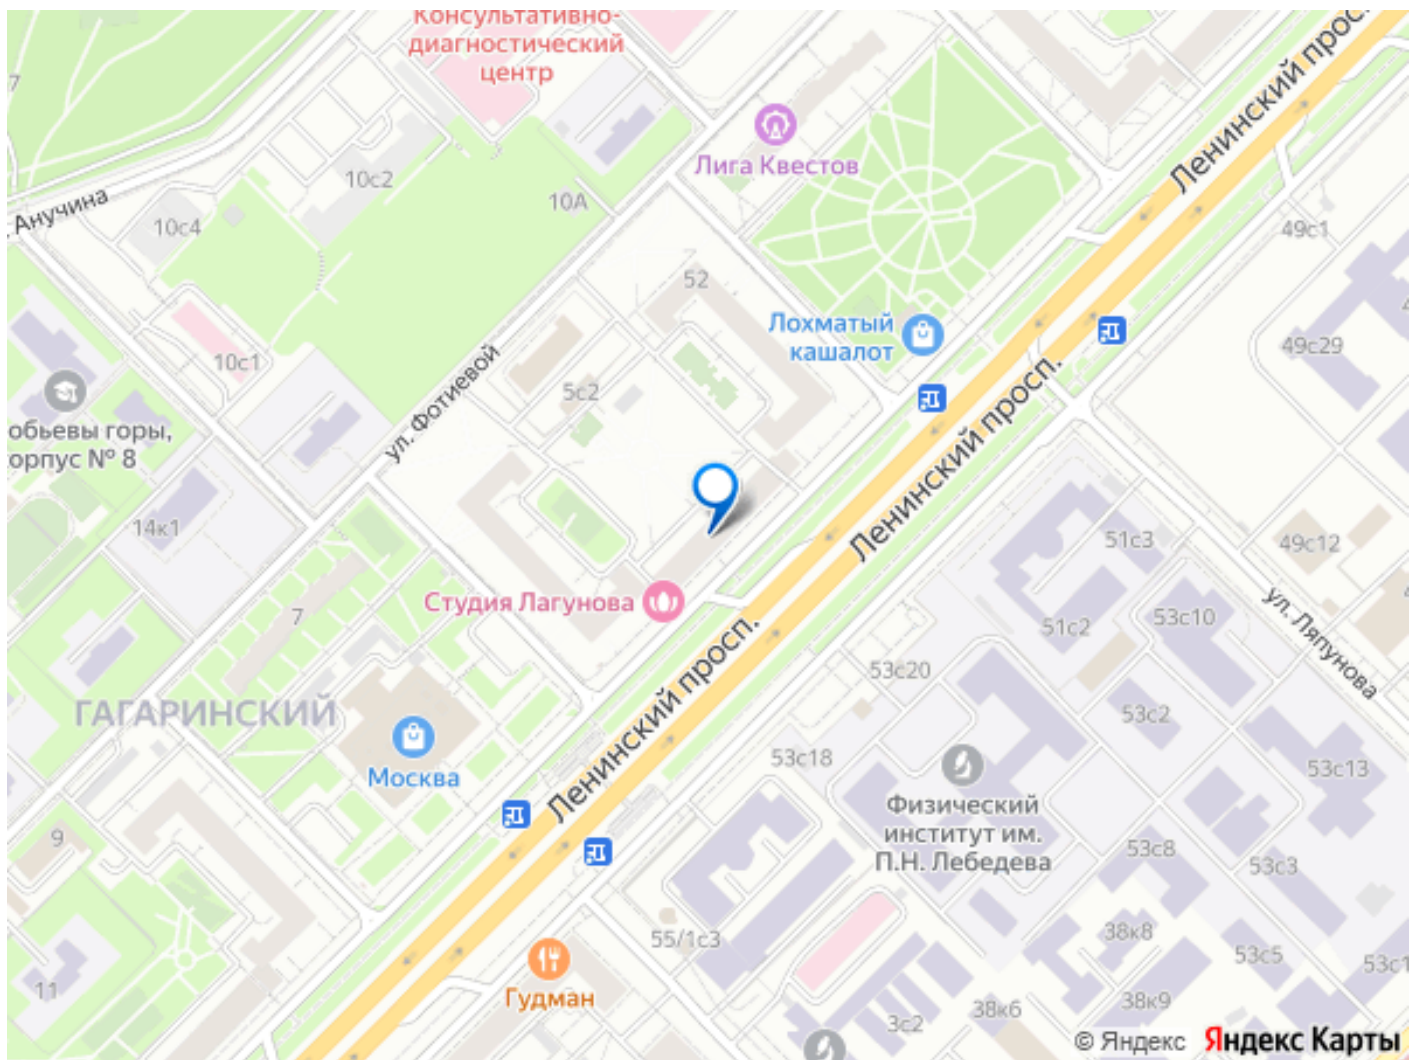 Консультативно-
диагностический
центр
Ленинский просп.
7
Лига Квестов
10с2
10А
Анучина
10с4
49с1
52
Лохматый
кашалот
49с29
10с1
ул. Фотиевой
5с2
Ленинский просп.
обьевы горы,
орпус № 8
14к1
51с3
49с12
Студия Лагунова
7
51с2
53с10
ул. Ляпунова
Ленинский просп.
53с20
ГАГАРИНСКИЙ
53с2
Москва
53с18
53с13
Физический
институт им.
П.Н. Лебедева
9
53с8
53с3
55/1с3
38к8
53с5
53с1
Гудман
11
38к6
38к9
3с2
© Яндекс Яндекс Карты